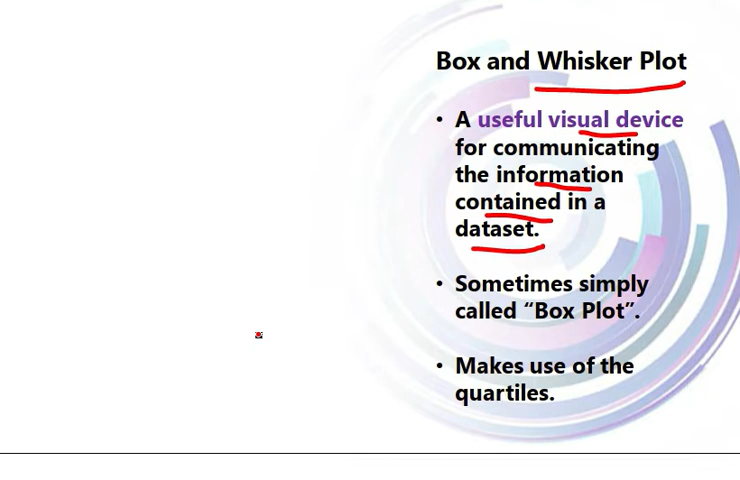 Box and Whisker Plot
• A useful visual device
for communicating
the information
contained in a
dataset.
• Sometimes simply
called “Box Plot”.
• Makes use of the
quartiles.